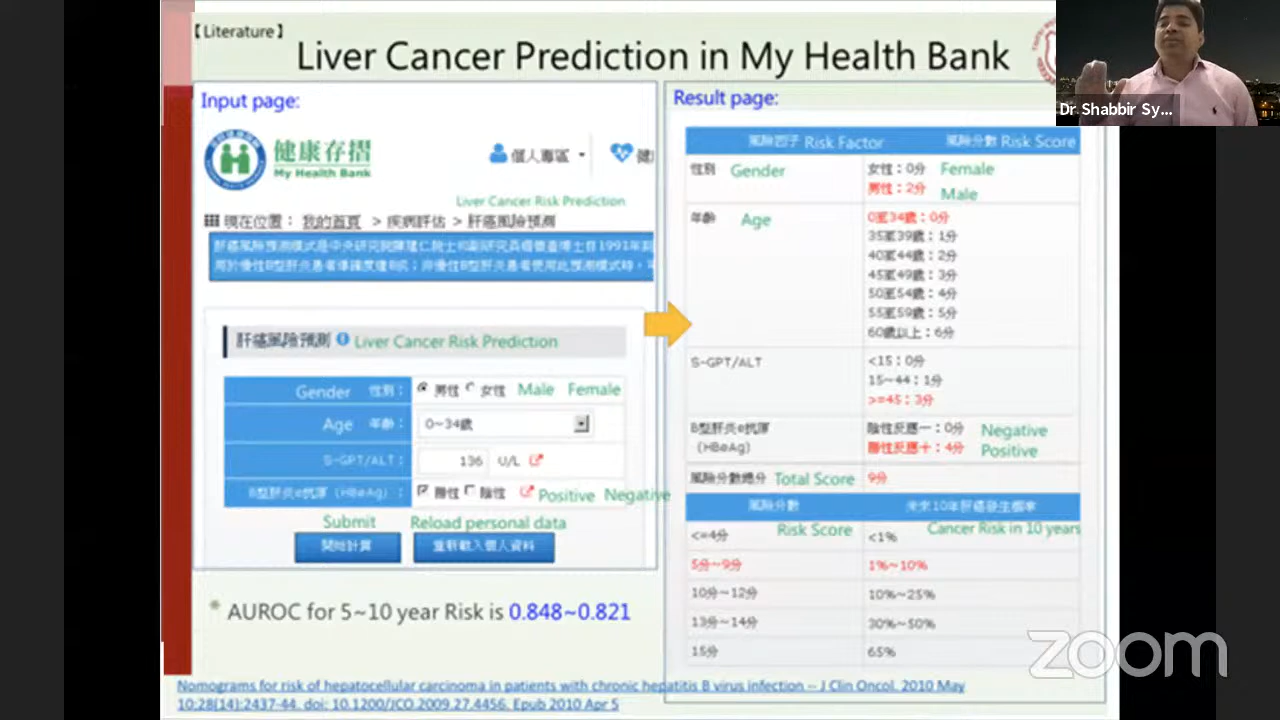 【Literature】
Liver Cancer Prediction in My Health Bank
Dr Shabbir Sy...
Input page:
健康存摺
My Health Bank
個人專區
健
Liver Cancer Risk Prediction
現在位置： 我的首頁 > 疾病評估 > 肝癌風險預測
肝癌風險預測 Liver Cancer Risk Prediction
Gender 性別： 男性 女性 Male Female
Age 年齡： 0~34歲
S-GPT/ALT： 136 U/L
B型肝炎e抗原（HBeAg）： 陽性 陰性 Positive Negative
Submit Reload personal data
開始計算 重新載入個人資料
* AUROC for 5~10 year Risk is 0.848~0.821
Result page:
風險因子 Risk Factor 風險分數 Risk Score
性別 Gender 女性：0分 Female
男性：2分 Male
年齡 Age 0至34歲：0分
35至39歲：1分
40至44歲：2分
45至49歲：3分
50至54歲：4分
55至59歲：5分
60歲以上：6分
S-GPT/ALT <15：0分
15~44：1分
>=45：3分
B型肝炎e抗原 陰性反應－：0分 Negative
（HBeAg） 陽性反應＋：4分 Positive
風險分數總分 Total Score 9分
風險分數 未來10年肝癌發生機率
<=4分 Risk Score <1% Cancer Risk in 10 years
5分~9分 1%~10%
10分~12分 10%~25%
13分~14分 30%~50%
15分 65%
zoom
Nomograms for risk of hepatocellular carcinoma in patients with chronic hepatitis B virus infection -- J Clin Oncol. 2010 May
10;28(14):2437-44. doi: 10.1200/JCO.2009.27.4456. Epub 2010 Apr 5